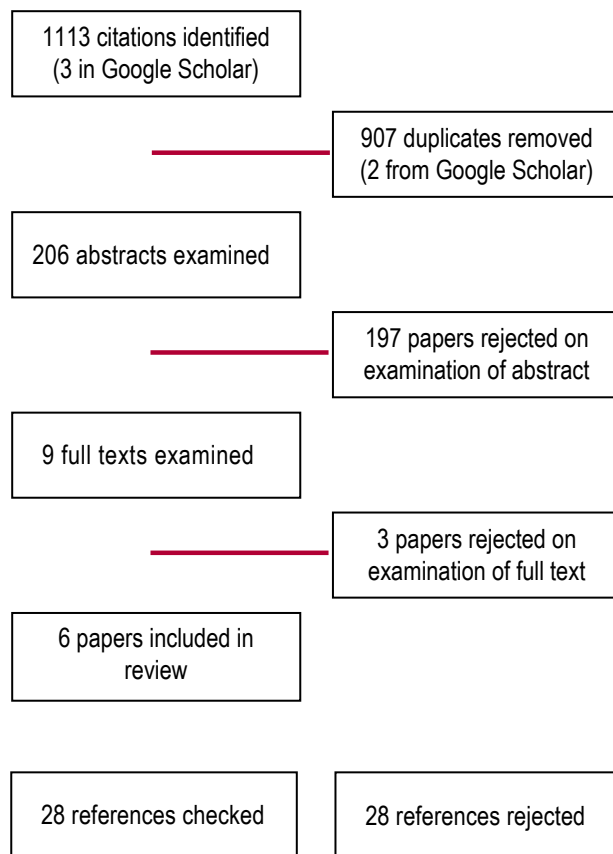 1113 citations identified
(3 in Google Scholar)
907 duplicates removed
(2 from Google Scholar)
206 abstracts examined
197 papers rejected on
examination of abstract
9 full texts examined
3 papers rejected on
examination of full text
6 papers included in
review
28 references checked
28 references rejected